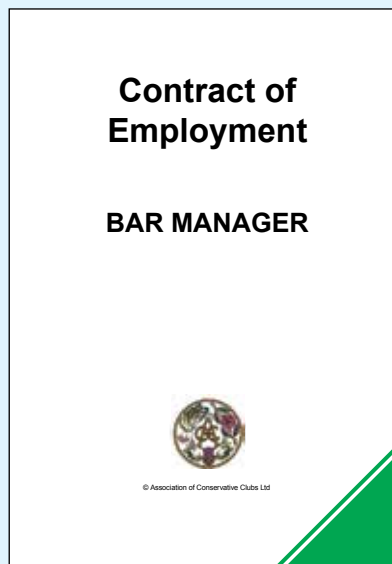 Contract of
Employment
BAR MANAGER
© Association of Conservative Clubs Ltd